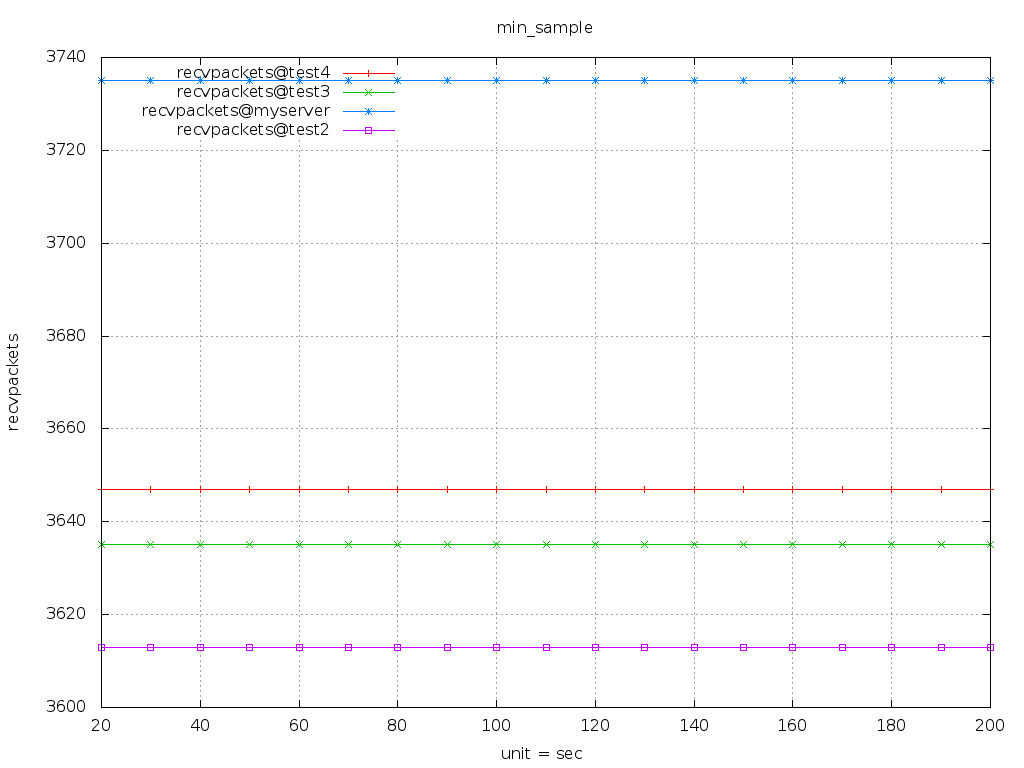 min_sample
3740
3720
3700
3680
3660
3640
3620
3600
recvpackets
recvpackets@test4
recvpackets@test3
recvpackets@myserver
recvpackets@test2
20 40 60 80 100 120 140 160 180 200
unit = sec